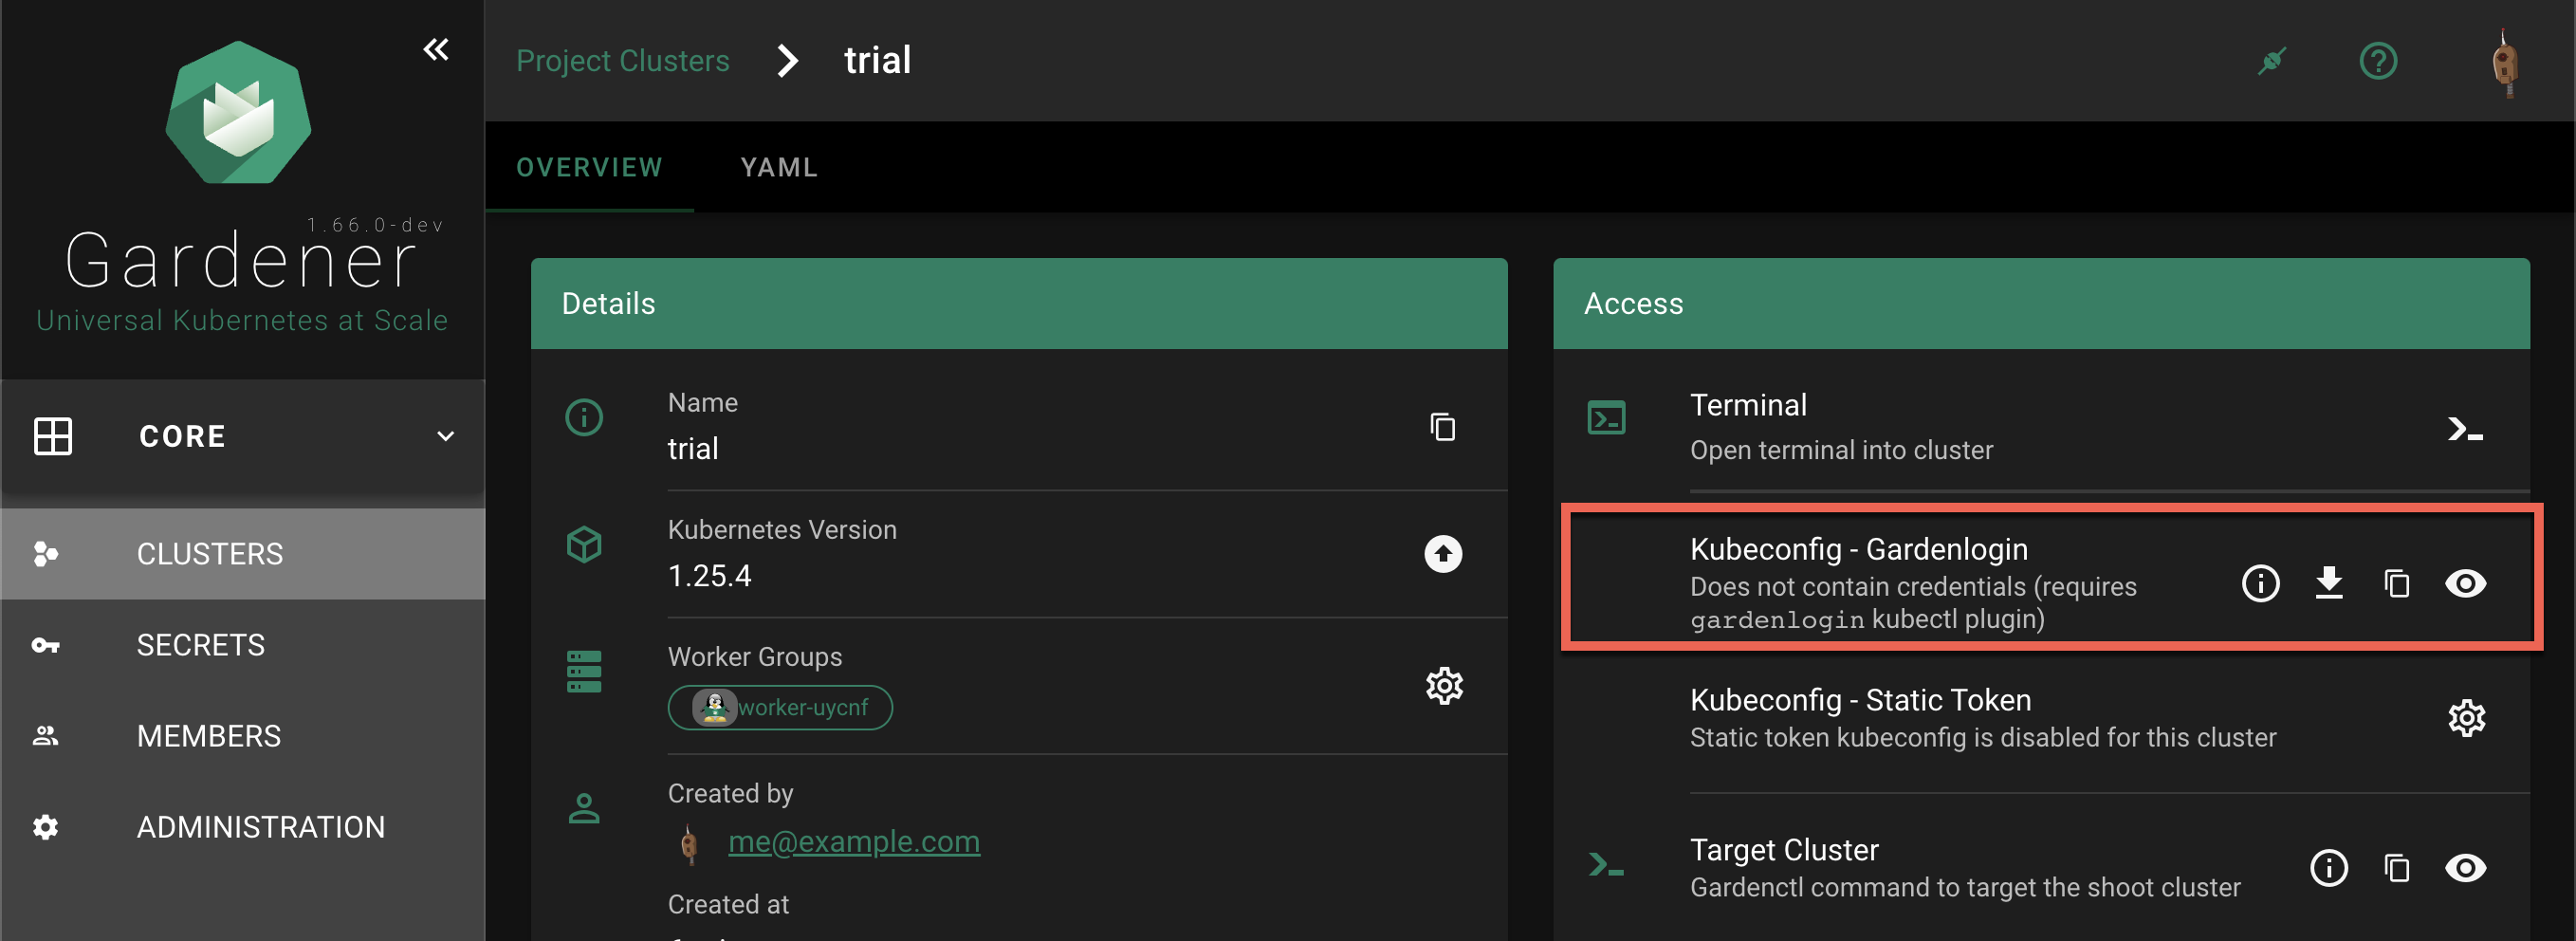 1.66.0-dev
Gardener
Universal Kubernetes at Scale
CORE
CLUSTERS
SECRETS
MEMBERS
ADMINISTRATION
Project Clusters
trial
OVERVIEW
YAML
Details
Name
trial
Kubernetes Version
1.25.4
Worker Groups
worker-uycnf
Created by
me@example.com
Created at
Access
Terminal
Open terminal into cluster
Kubeconfig - Gardenlogin
Does not contain credentials (requires
gardenlogin kubectl plugin)
Kubeconfig - Static Token
Static token kubeconfig is disabled for this cluster
Target Cluster
Gardenctl command to target the shoot cluster